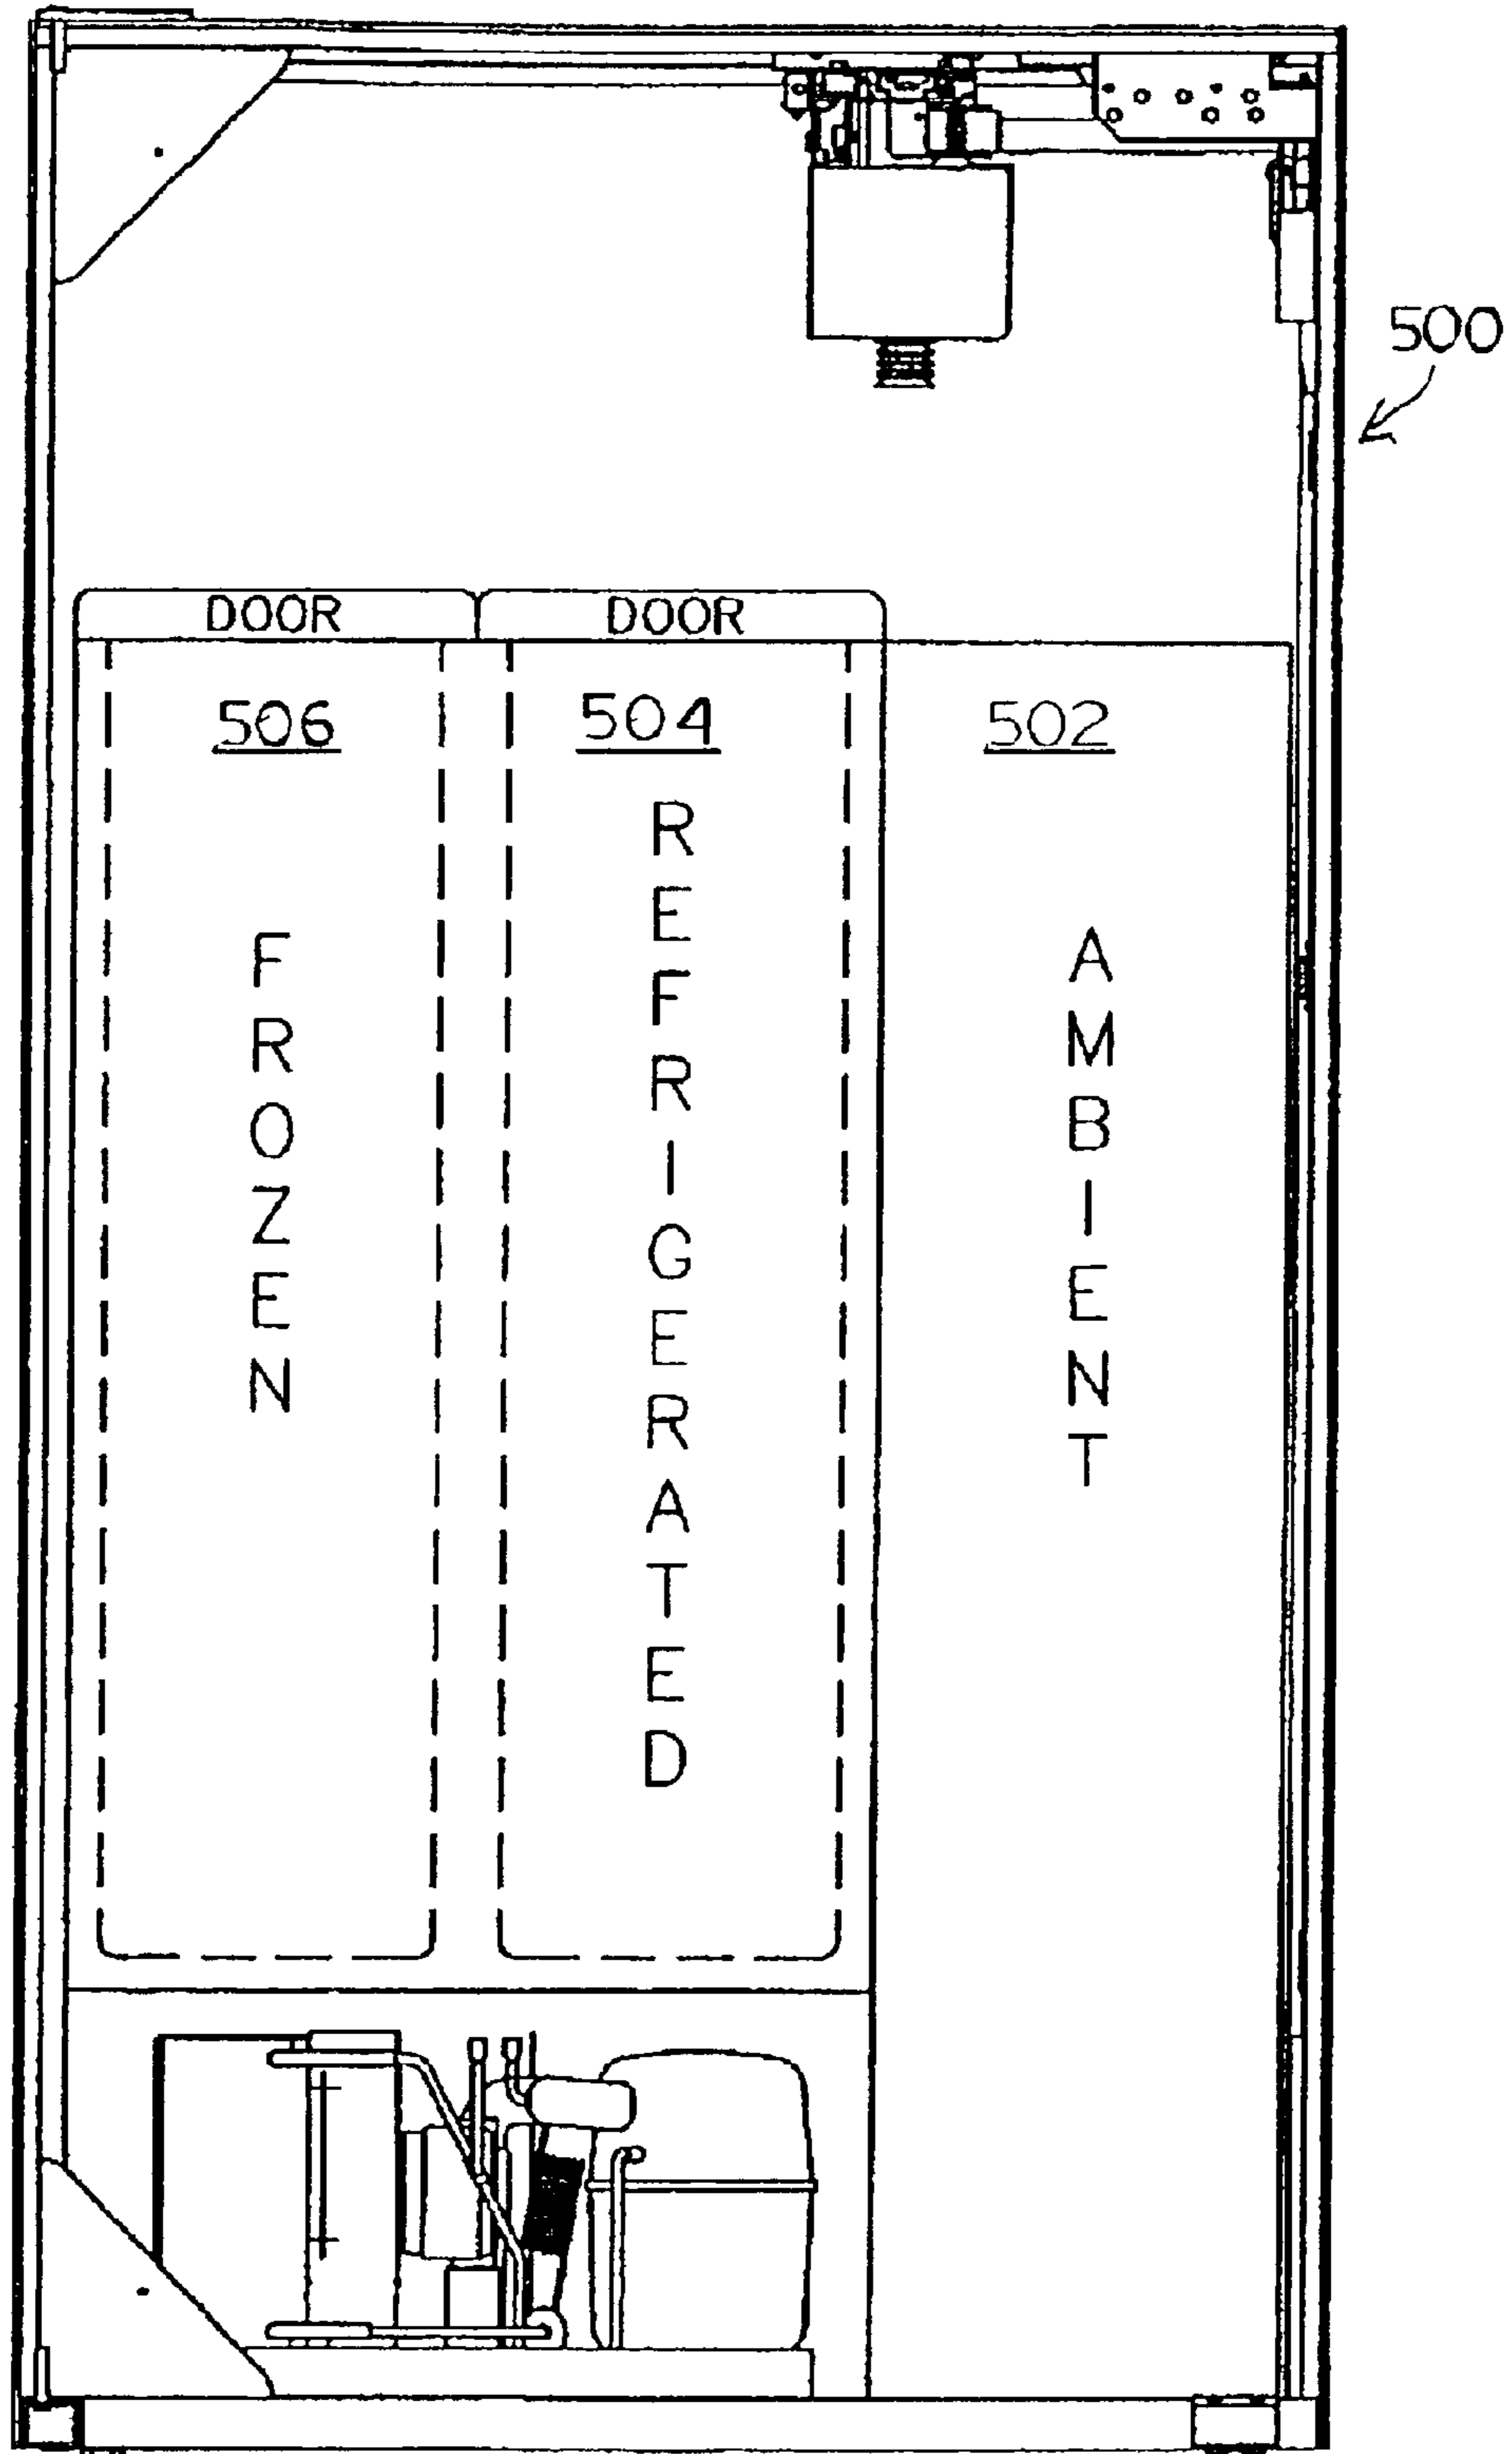 500
DOOR DOOR
506 504 502
FROZEN
REFRIGERATED
AMBIENT